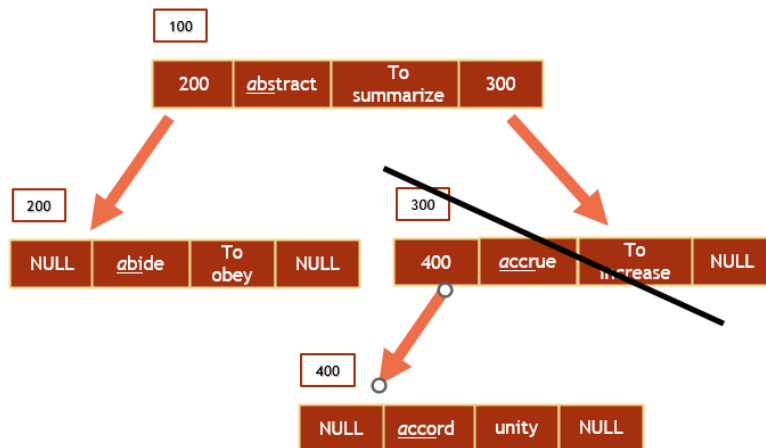 100
200 abstract To summarize 300
200
NULL abide To obey NULL
300
400 accrue To increase NULL
400
NULL accord unity NULL